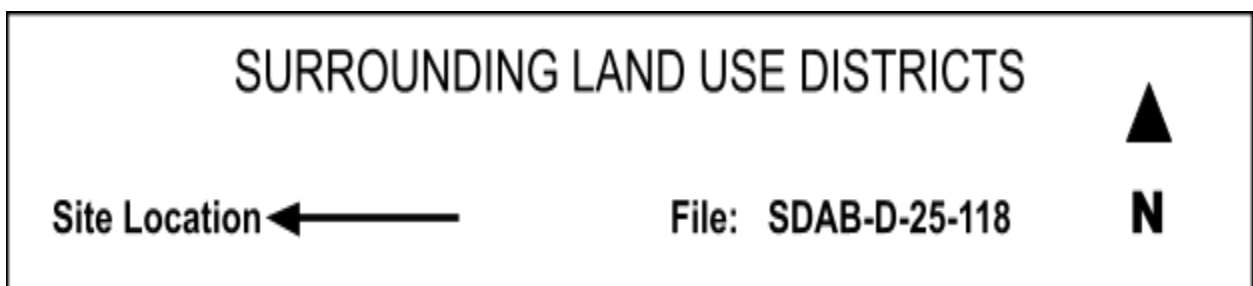 SURROUNDING LAND USE DISTRICTS
Site Location File: SDAB-D-25-118 N